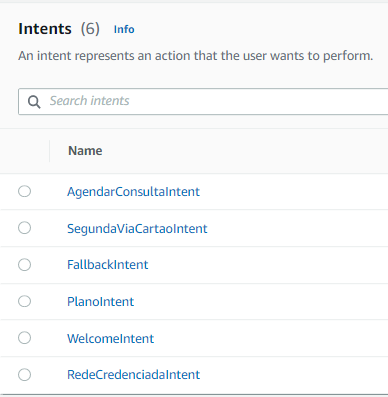 Intents (6) Info
An intent represents an action that the user wants to perform.
Search intents
Name
AgendarConsultaIntent
SegundaViaCartaoIntent
FallbackIntent
PlanoIntent
WelcomeIntent
RedeCredenciadaIntent